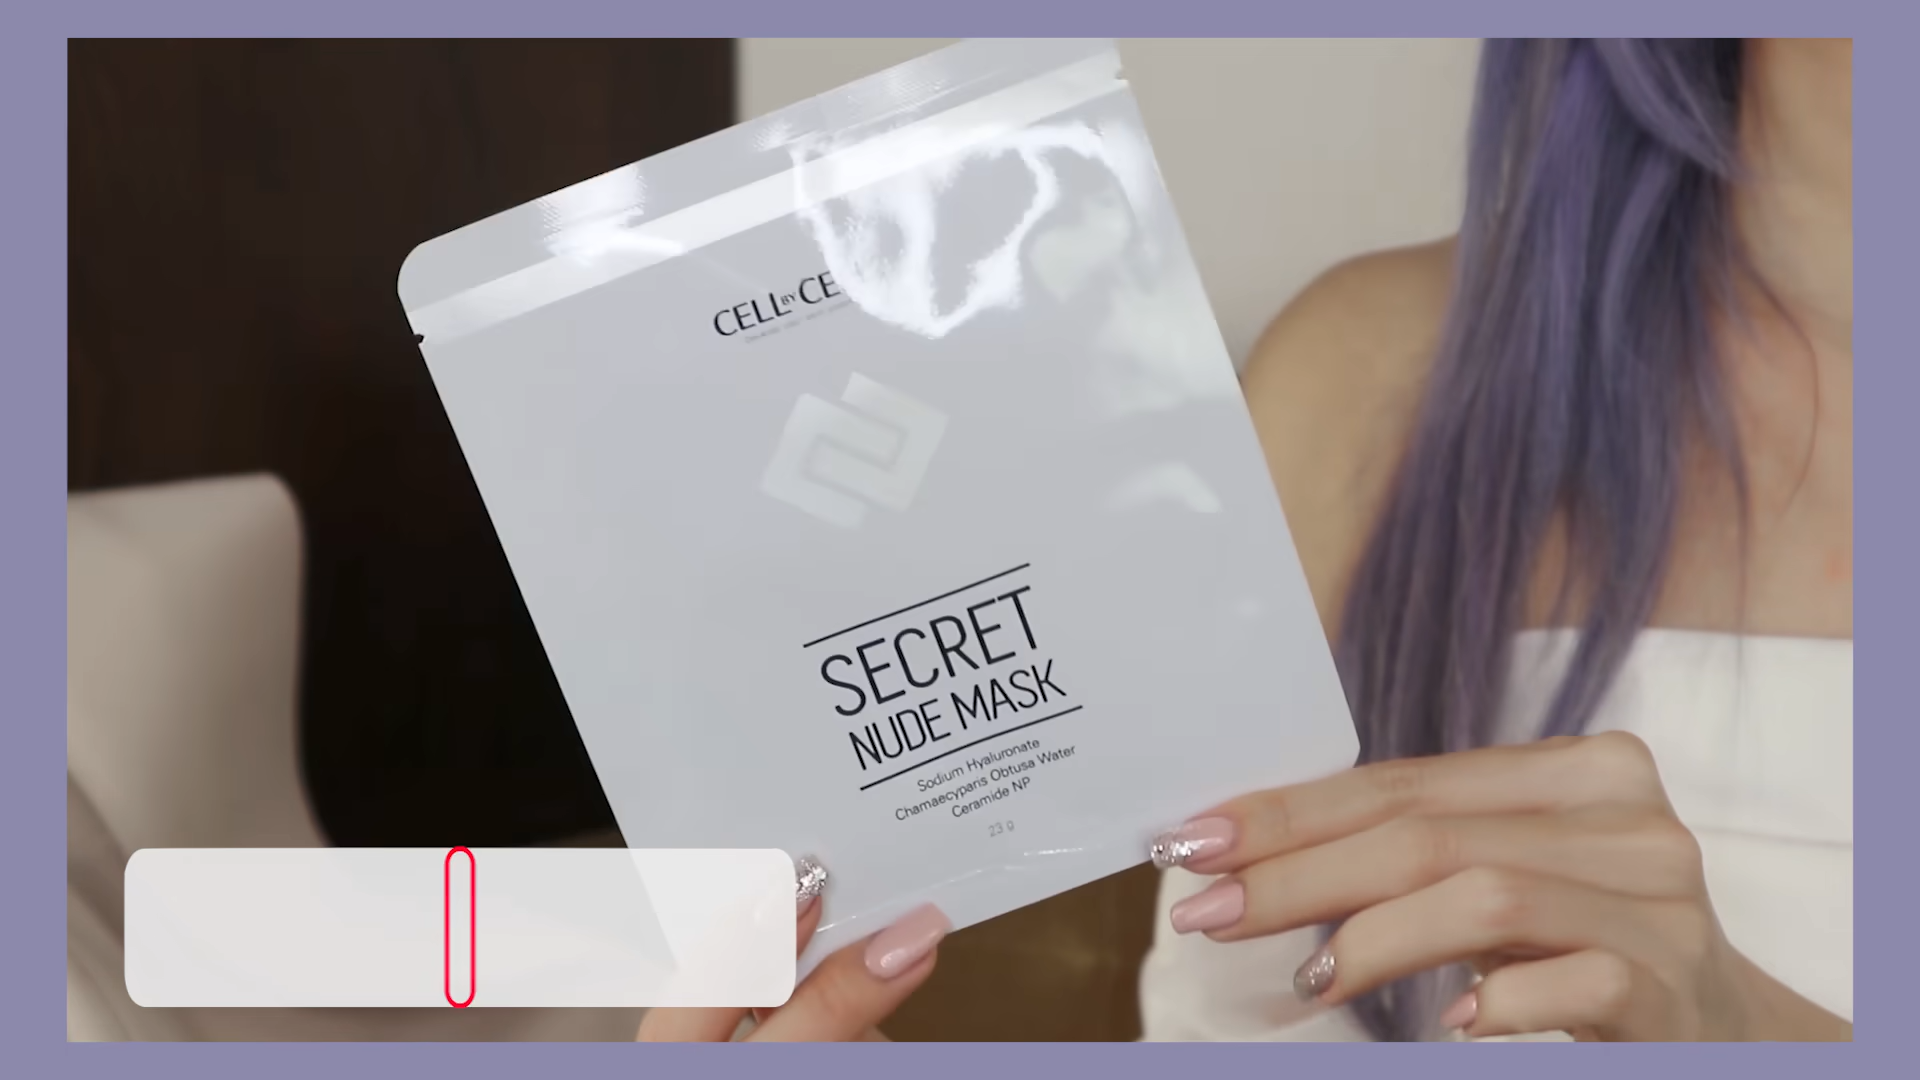 CELL BY CE
SECRET
NUDE MASK
Sodium Hyaluronate
Chamaecyparis Obtusa Water
Ceramide NP
23 g